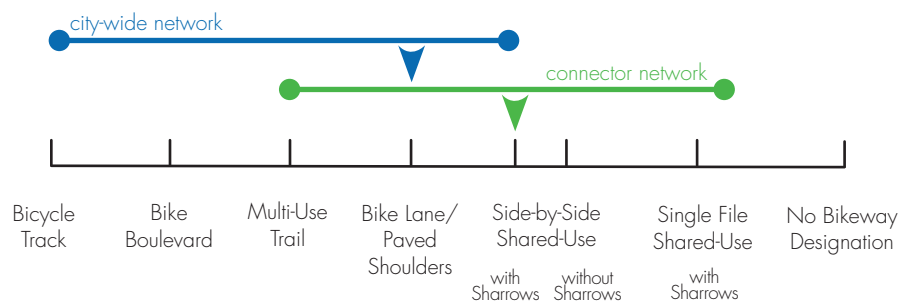 city-wide network
connector network
Bicycle
Track
Bike
Boulevard
Multi-Use
Trail
Bike Lane/
Paved
Shoulders
Side-by-Side
Shared-Use
with
Sharrows
without
Sharrows
Single File
Shared-Use
with
Sharrows
No Bikeway
Designation